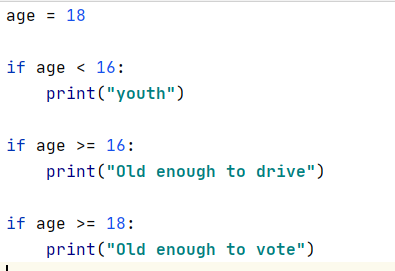 age = 18
if age < 16:
    print("youth")
if age >= 16:
    print("Old enough to drive")
if age >= 18:
    print("Old enough to vote")